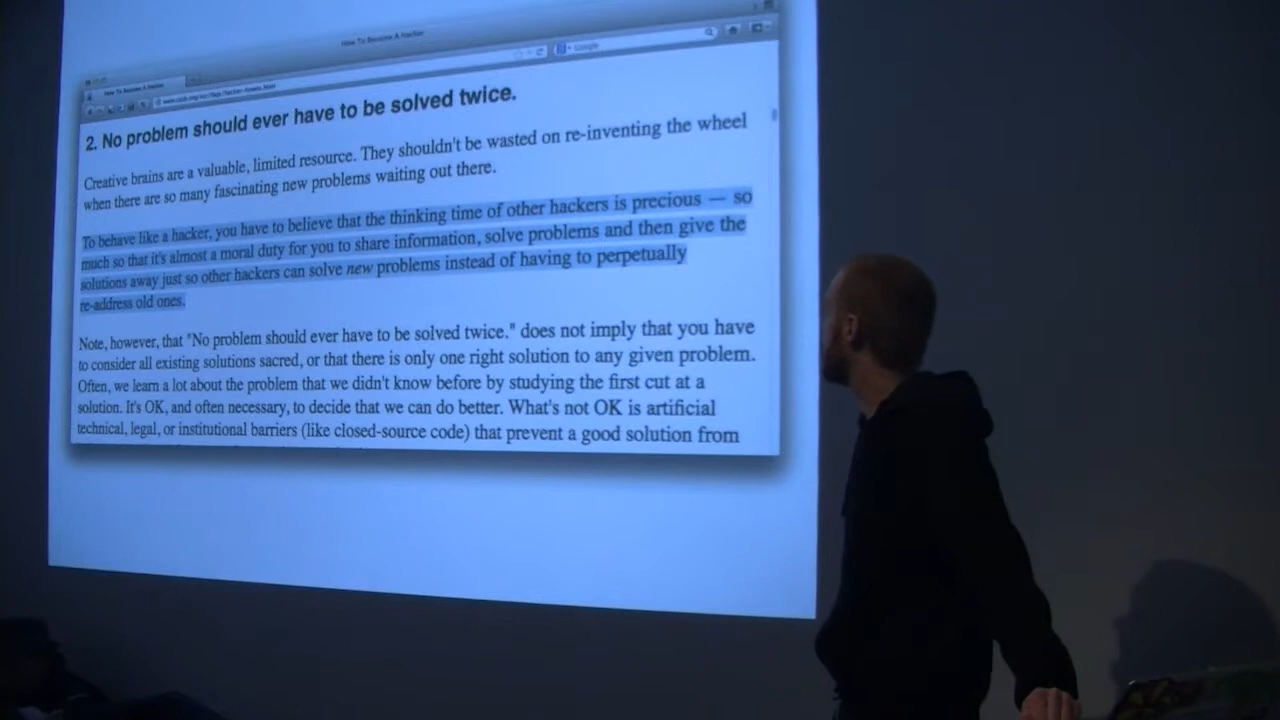 How To Become A Hacker
How To Become A Hacker
Google
2. No problem should ever have to be solved twice.
Creative brains are a valuable, limited resource. They shouldn't be wasted on re-inventing the wheel
when there are so many fascinating new problems waiting out there.
To behave like a hacker, you have to believe that the thinking time of other hackers is precious — so
much so that it's almost a moral duty for you to share information, solve problems and then give the
solutions away just so other hackers can solve new problems instead of having to perpetually
re-address old ones.
Note, however, that "No problem should ever have to be solved twice." does not imply that you have
to consider all existing solutions sacred, or that there is only one right solution to any given problem.
Often, we learn a lot about the problem that we didn't know before by studying the first cut at a
solution. It's OK, and often necessary, to decide that we can do better. What's not OK is artificial
technical, legal, or institutional barriers (like closed-source code) that prevent a good solution from